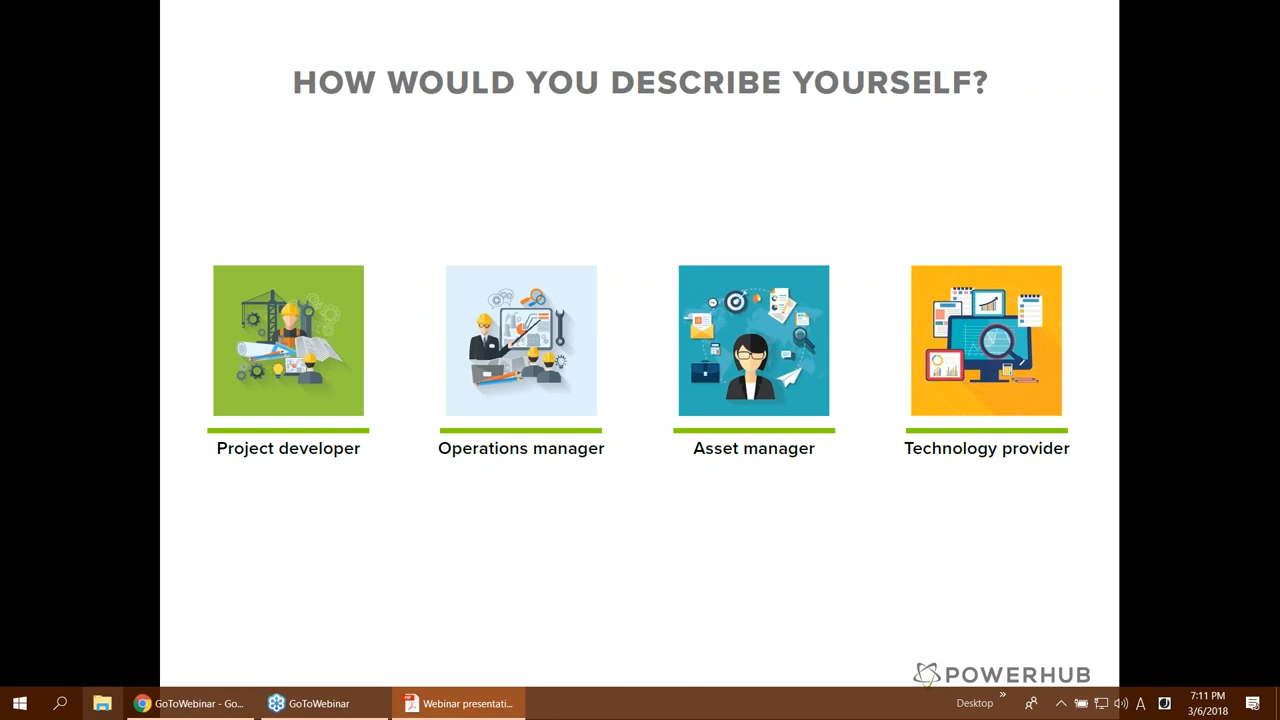 HOW WOULD YOU DESCRIBE YOURSELF?
Project developer
Operations manager
Asset manager
Technology provider
POWERHUB
GoToWebinar - Go...
GoToWebinar
Webinar presentati...
Desktop
»
A
7:11 PM
3/6/2018